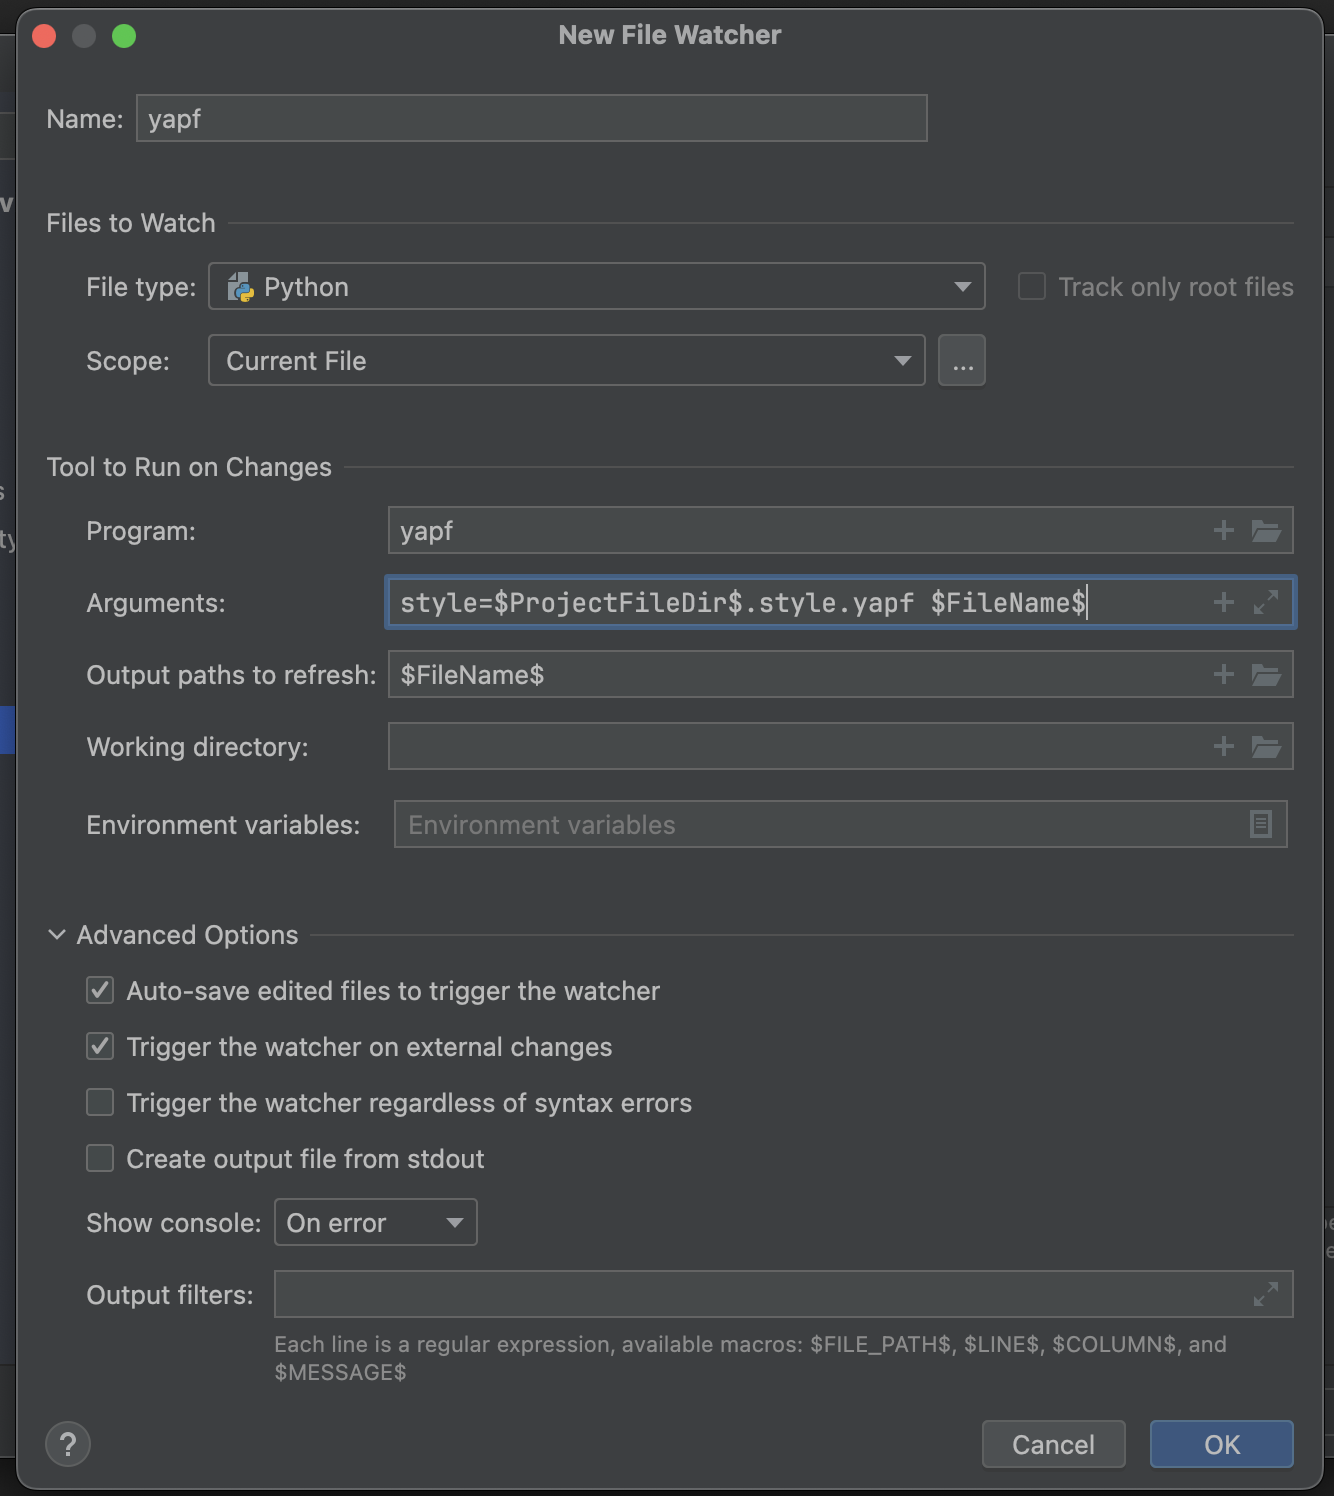 New File Watcher
Name: yapf
Files to Watch
File type: Python Track only root files
Scope: Current File ...
Tool to Run on Changes
Program: yapf
Arguments: style=$ProjectFileDir$.style.yapf $FileName$
Output paths to refresh: $FileName$
Working directory:
Environment variables: Environment variables
Advanced Options
Auto-save edited files to trigger the watcher
Trigger the watcher on external changes
Trigger the watcher regardless of syntax errors
Create output file from stdout
Show console: On error
Output filters:
Each line is a regular expression, available macros: $FILE_PATH$, $LINE$, $COLUMN$, and
$MESSAGE$
? Cancel OK